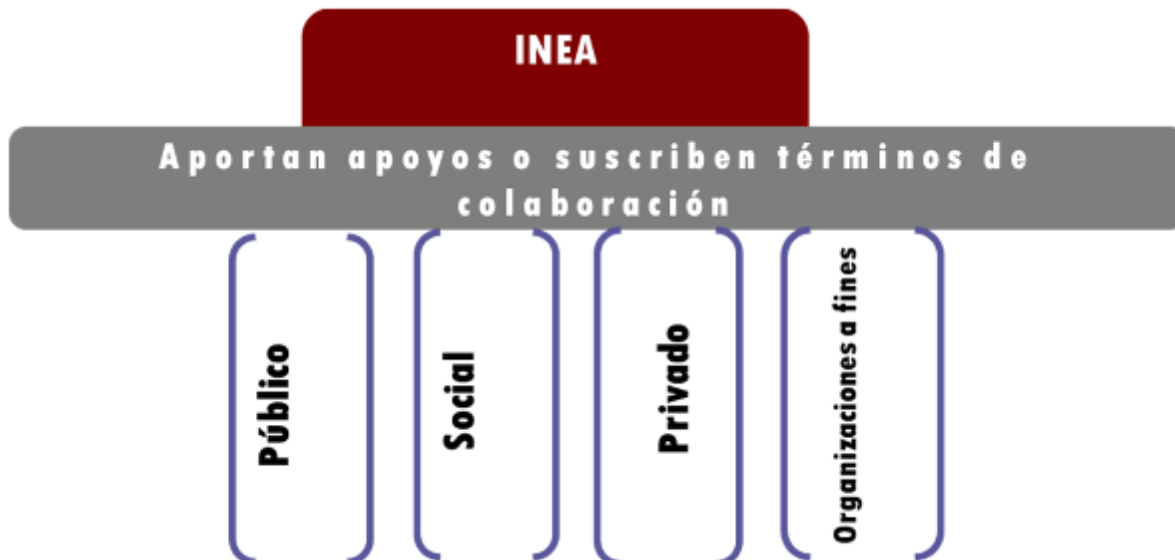 INEA
Aportan apoyos o suscriben términos de
colaboración
Público
Social
Privado
Organizaciones a fines